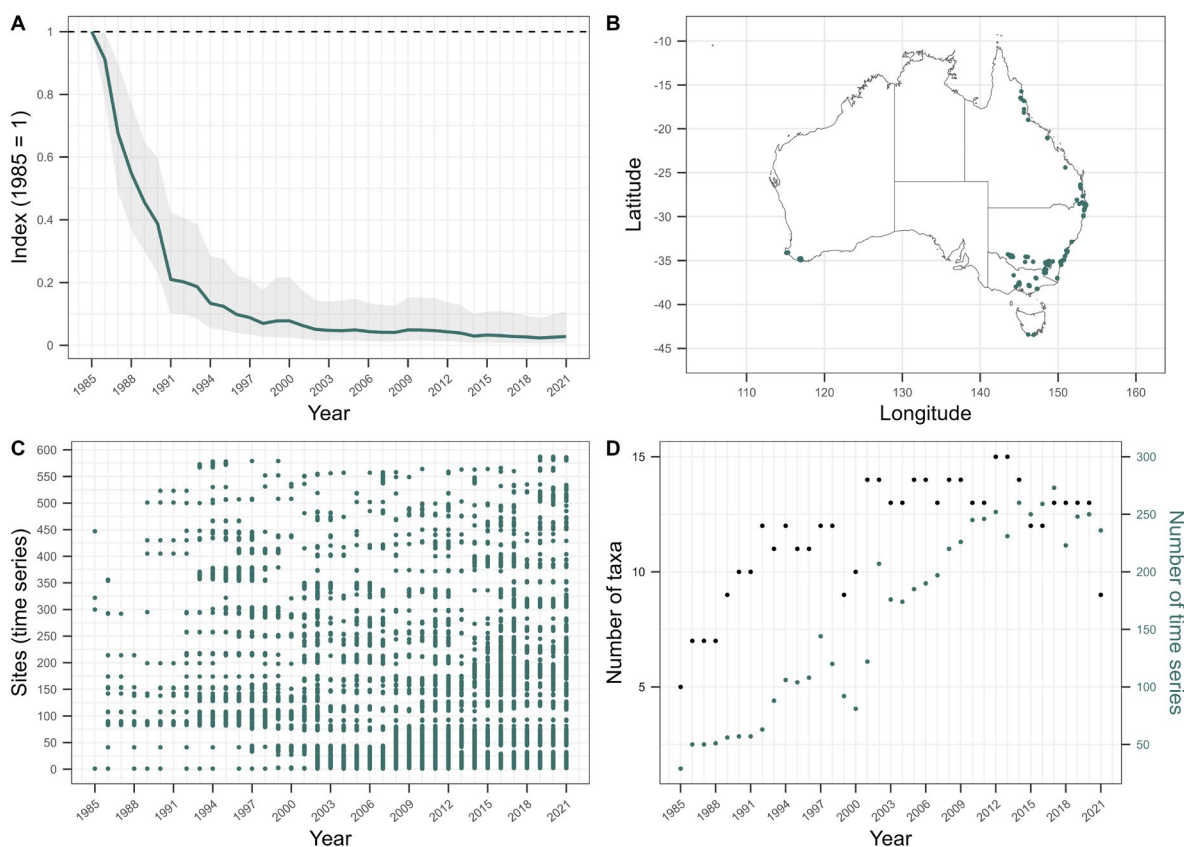 A
Index (1985 = 1)
1
0.8
0.6
0.4
0.2
0
1985 1988 1991 1994 1997 2000 2003 2006 2009 2012 2015 2018 2021
Year
B
Latitude
-10
-15
-20
-25
-30
-35
-40
-45
110 120 130 140 150 160
Longitude
C
Sites (time series)
600
550
500
450
400
350
300
250
200
150
100
50
0
1985 1988 1991 1994 1997 2000 2003 2006 2009 2012 2015 2018 2021
Year
D
Number of taxa
15
10
5
300
250
200
150
100
50
Number of time series
1985 1988 1991 1994 1997 2000 2003 2006 2009 2012 2015 2018 2021
Year